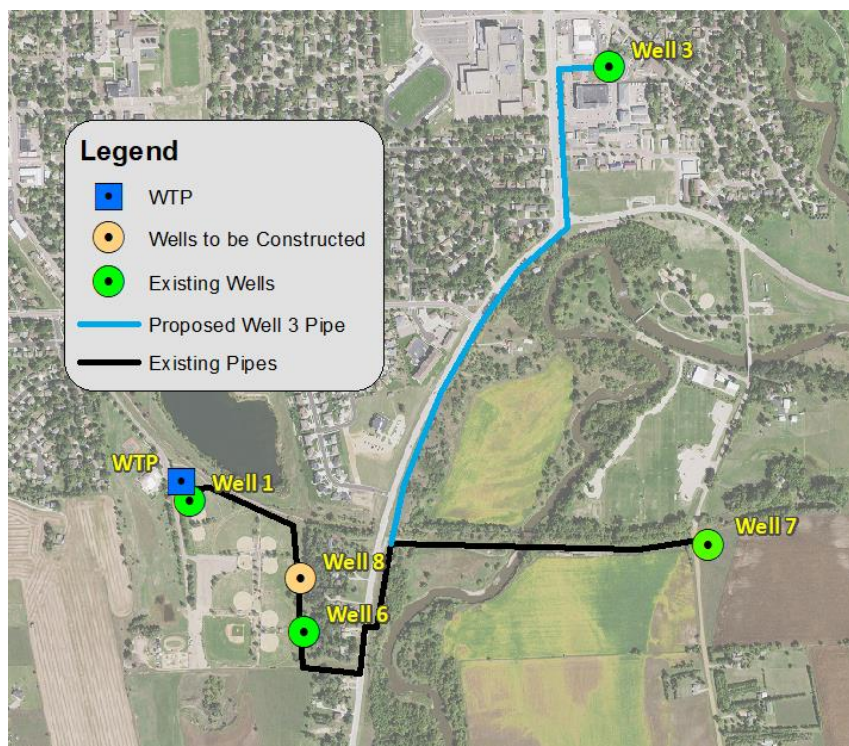 Well 3
Legend
WTP
Wells to be Constructed
Existing Wells
Proposed Well 3 Pipe
Existing Pipes
WTP
Well 1
Well 7
Well 8
Well 6